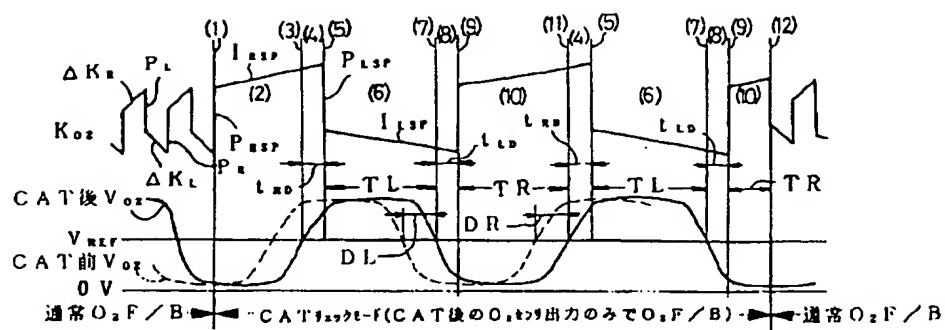 (1) (3) (4) (5) (7) (8) (9) (11) (4) (5) (7) (8) (9) (12)
ΔK_R P_L I_RSP P_LSP
(2) (6) (10) (6) (10)
K_O2 I_LSP t_RD t_LD
P_RSP t_LD
ΔK_L P_R t_RD TL TR TL TR
CAT後V_O2
V_REF DL DR
CAT前V_O2
0V
通常O₂F/B CATチェックモード(CAT後のO₂センサ出力のみでO₂F/B) 通常O₂F/B